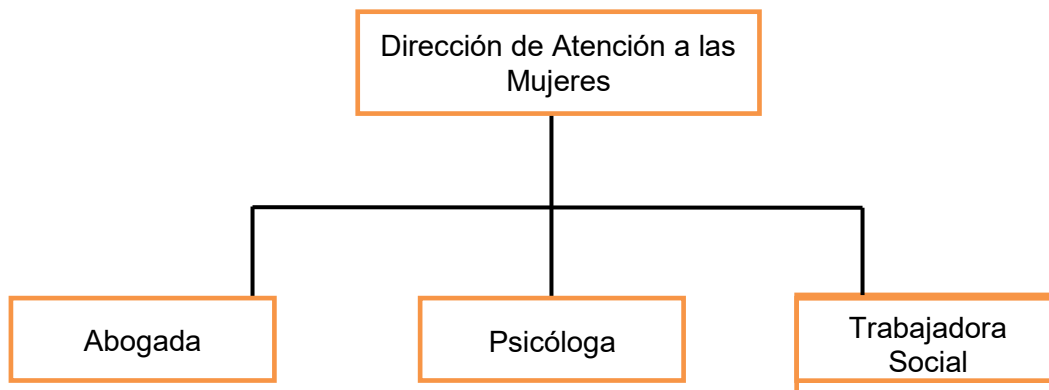 Dirección de Atención a las
Mujeres
Abogada
Psicóloga
Trabajadora
Social